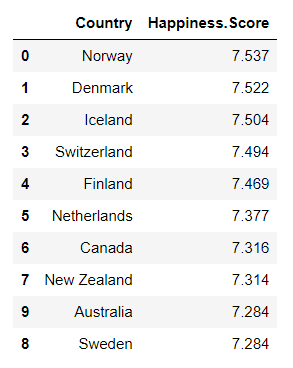 Country Happiness.Score
0 Norway 7.537
1 Denmark 7.522
2 Iceland 7.504
3 Switzerland 7.494
4 Finland 7.469
5 Netherlands 7.377
6 Canada 7.316
7 New Zealand 7.314
9 Australia 7.284
8 Sweden 7.284